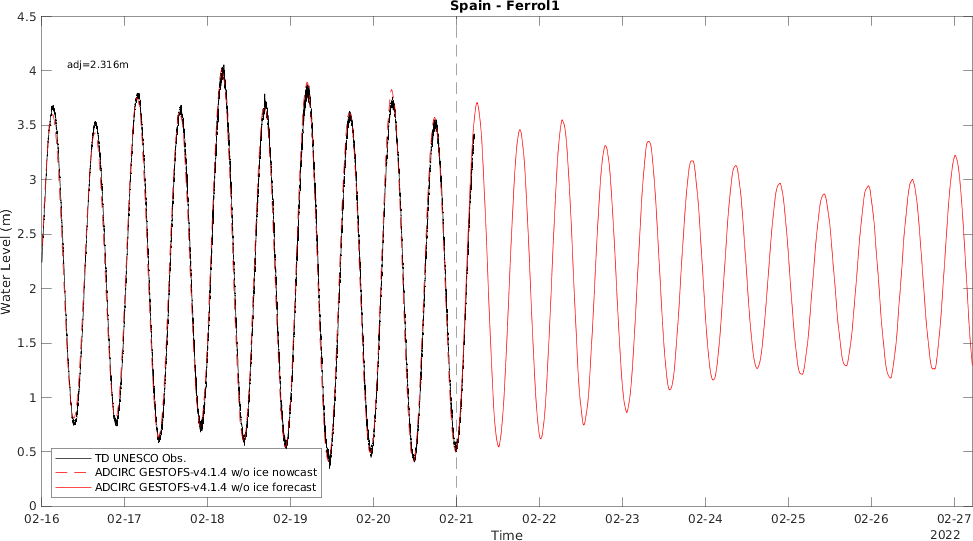 Spain - Ferrol1
4.5
4
3.5
3
2.5
2
1.5
1
0.5
0
Water Level (m)
adj=2.316m
TD UNESCO Obs.
ADCIRC GESTOFS-v4.1.4 w/o ice nowcast
ADCIRC GESTOFS-v4.1.4 w/o ice forecast
02-16 02-17 02-18 02-19 02-20 02-21 02-22 02-23 02-24 02-25 02-26 02-27
Time
2022